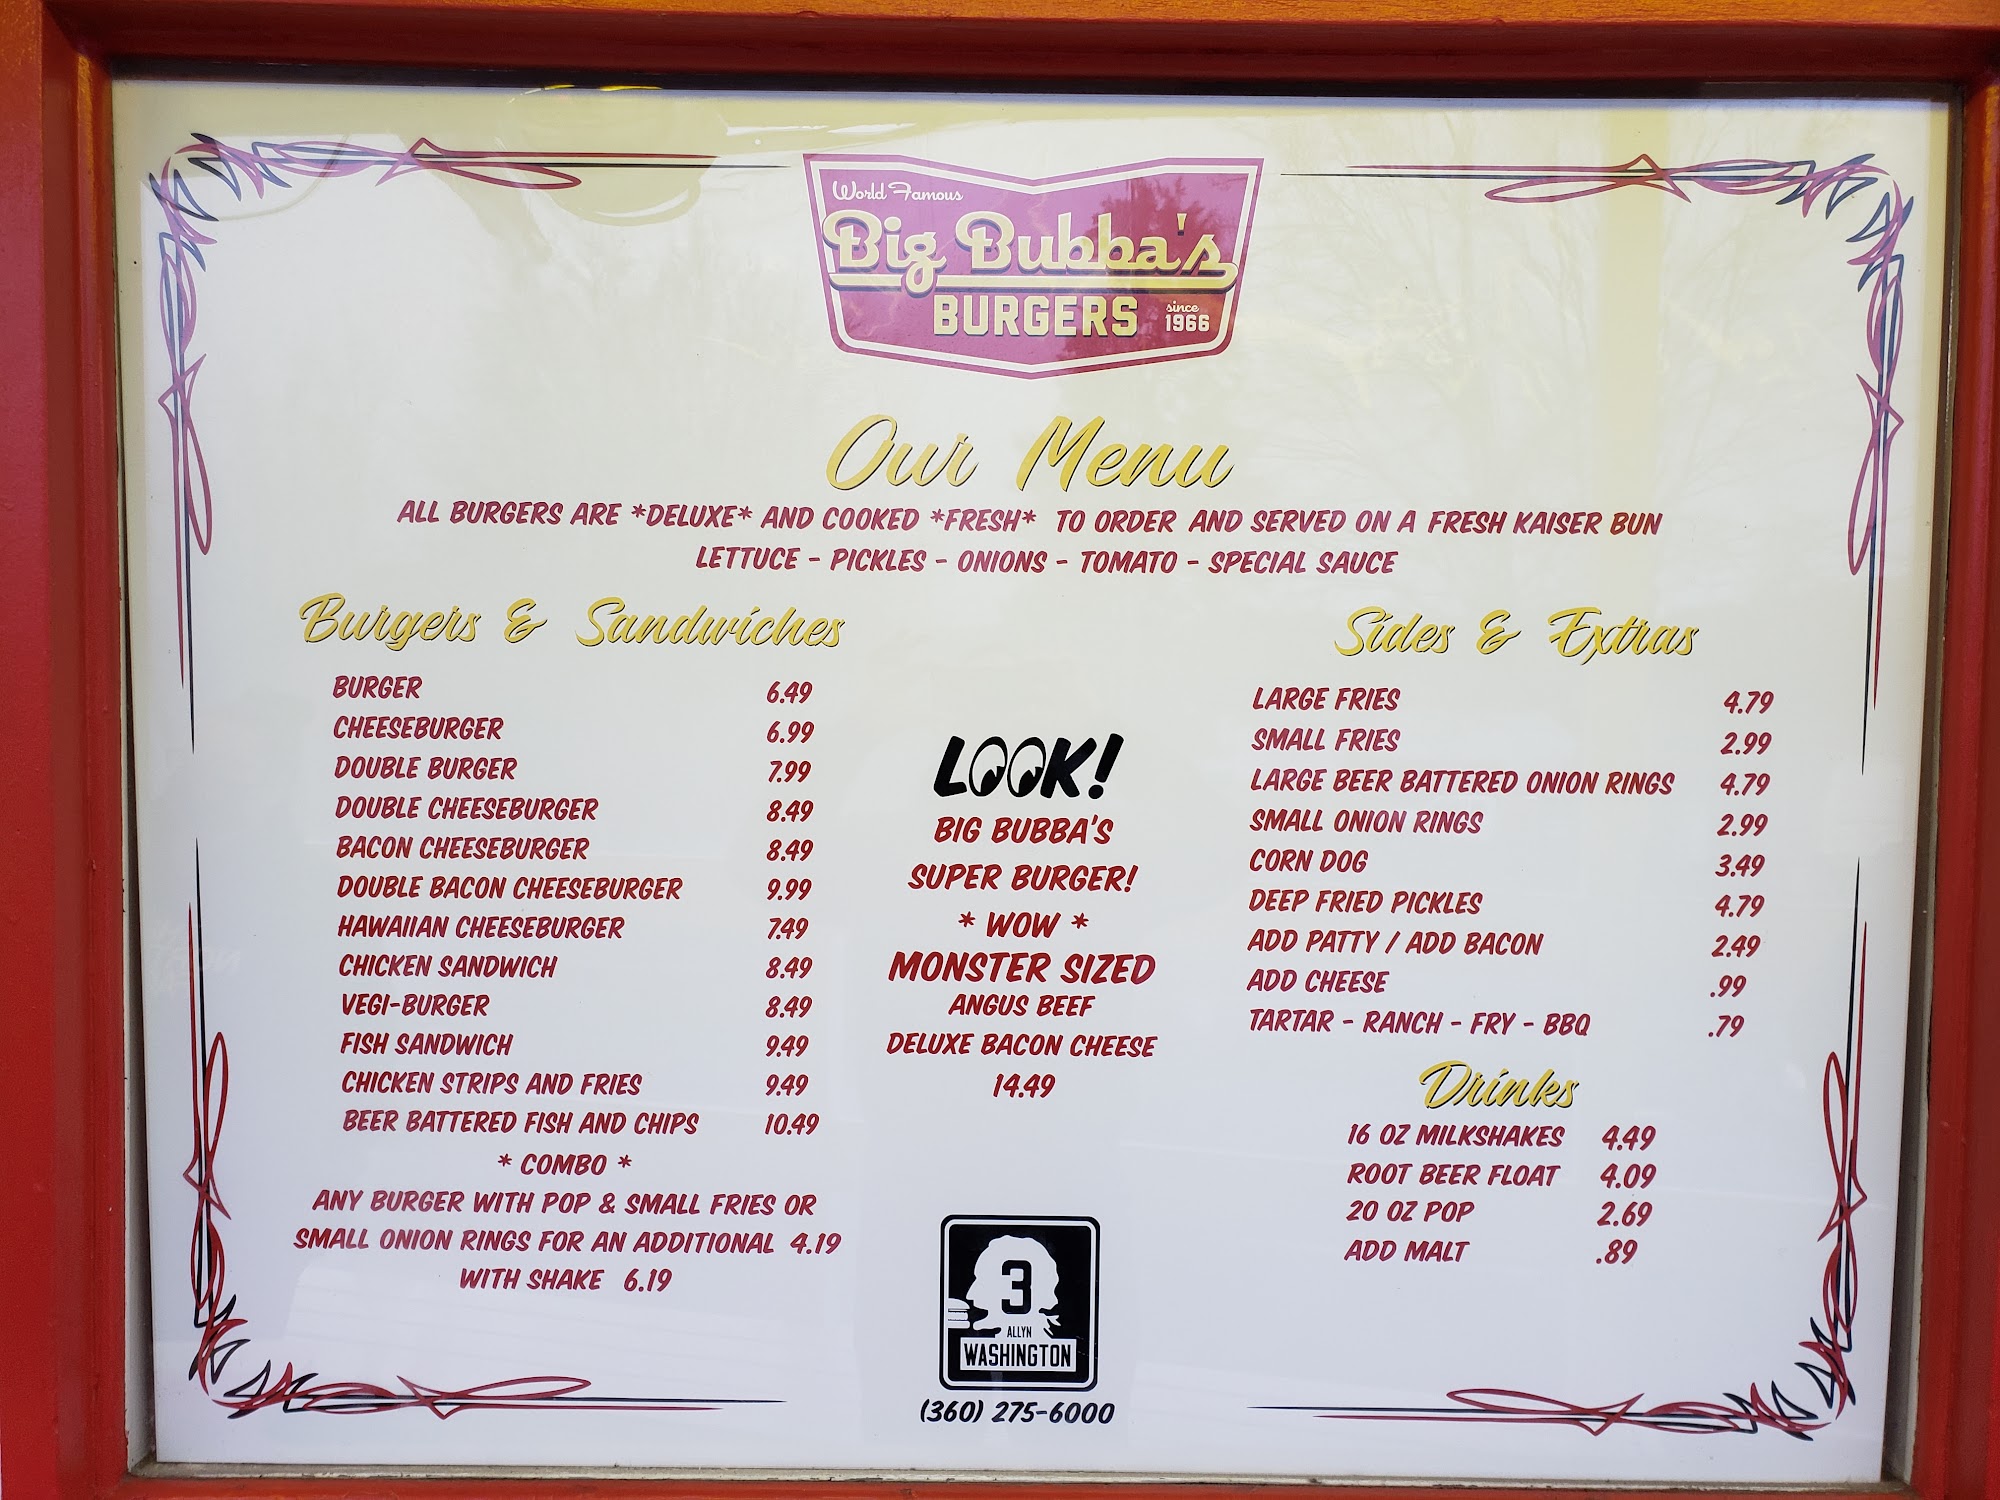 World Famous
Big Bubba's
BURGERS
since
1966
Our Menu
ALL BURGERS ARE *DELUXE* AND COOKED *FRESH* TO ORDER AND SERVED ON A FRESH KAISER BUN
LETTUCE - PICKLES - ONIONS - TOMATO - SPECIAL SAUCE
Burgers & Sandwiches
BURGER 6.49
CHEESEBURGER 6.99
DOUBLE BURGER 7.99
DOUBLE CHEESEBURGER 8.49
BACON CHEESEBURGER 8.49
DOUBLE BACON CHEESEBURGER 9.99
HAWAIIAN CHEESEBURGER 7.49
CHICKEN SANDWICH 8.49
VEGI-BURGER 8.49
FISH SANDWICH 9.49
CHICKEN STRIPS AND FRIES 9.49
BEER BATTERED FISH AND CHIPS 10.49
* COMBO *
ANY BURGER WITH POP & SMALL FRIES OR
SMALL ONION RINGS FOR AN ADDITIONAL 4.19
WITH SHAKE 6.19
LOOK!
BIG BUBBA'S
SUPER BURGER!
* WOW *
MONSTER SIZED
ANGUS BEEF
DELUXE BACON CHEESE
14.49
3
ALLYN
WASHINGTON
(360) 275-6000
Sides & Extras
LARGE FRIES 4.79
SMALL FRIES 2.99
LARGE BEER BATTERED ONION RINGS 4.79
SMALL ONION RINGS 2.99
CORN DOG 3.49
DEEP FRIED PICKLES 4.79
ADD PATTY / ADD BACON 2.49
ADD CHEESE .99
TARTAR - RANCH - FRY - BBQ .79
Drinks
16 OZ MILKSHAKES 4.49
ROOT BEER FLOAT 4.09
20 OZ POP 2.69
ADD MALT .89